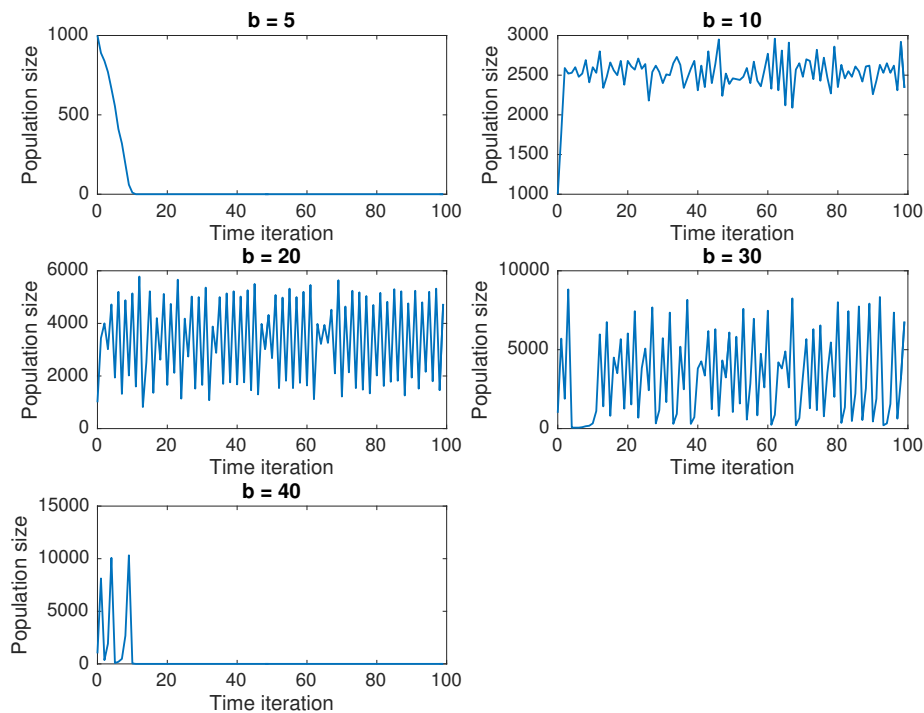 b = 5
Population size
1000
500
0
0 20 40 60 80 100
Time iteration
b = 10
Population size
3000
2500
2000
1500
1000
0 20 40 60 80 100
Time iteration
b = 20
Population size
6000
4000
2000
0
0 20 40 60 80 100
Time iteration
b = 30
Population size
10000
5000
0
0 20 40 60 80 100
Time iteration
b = 40
Population size
15000
10000
5000
0
0 20 40 60 80 100
Time iteration